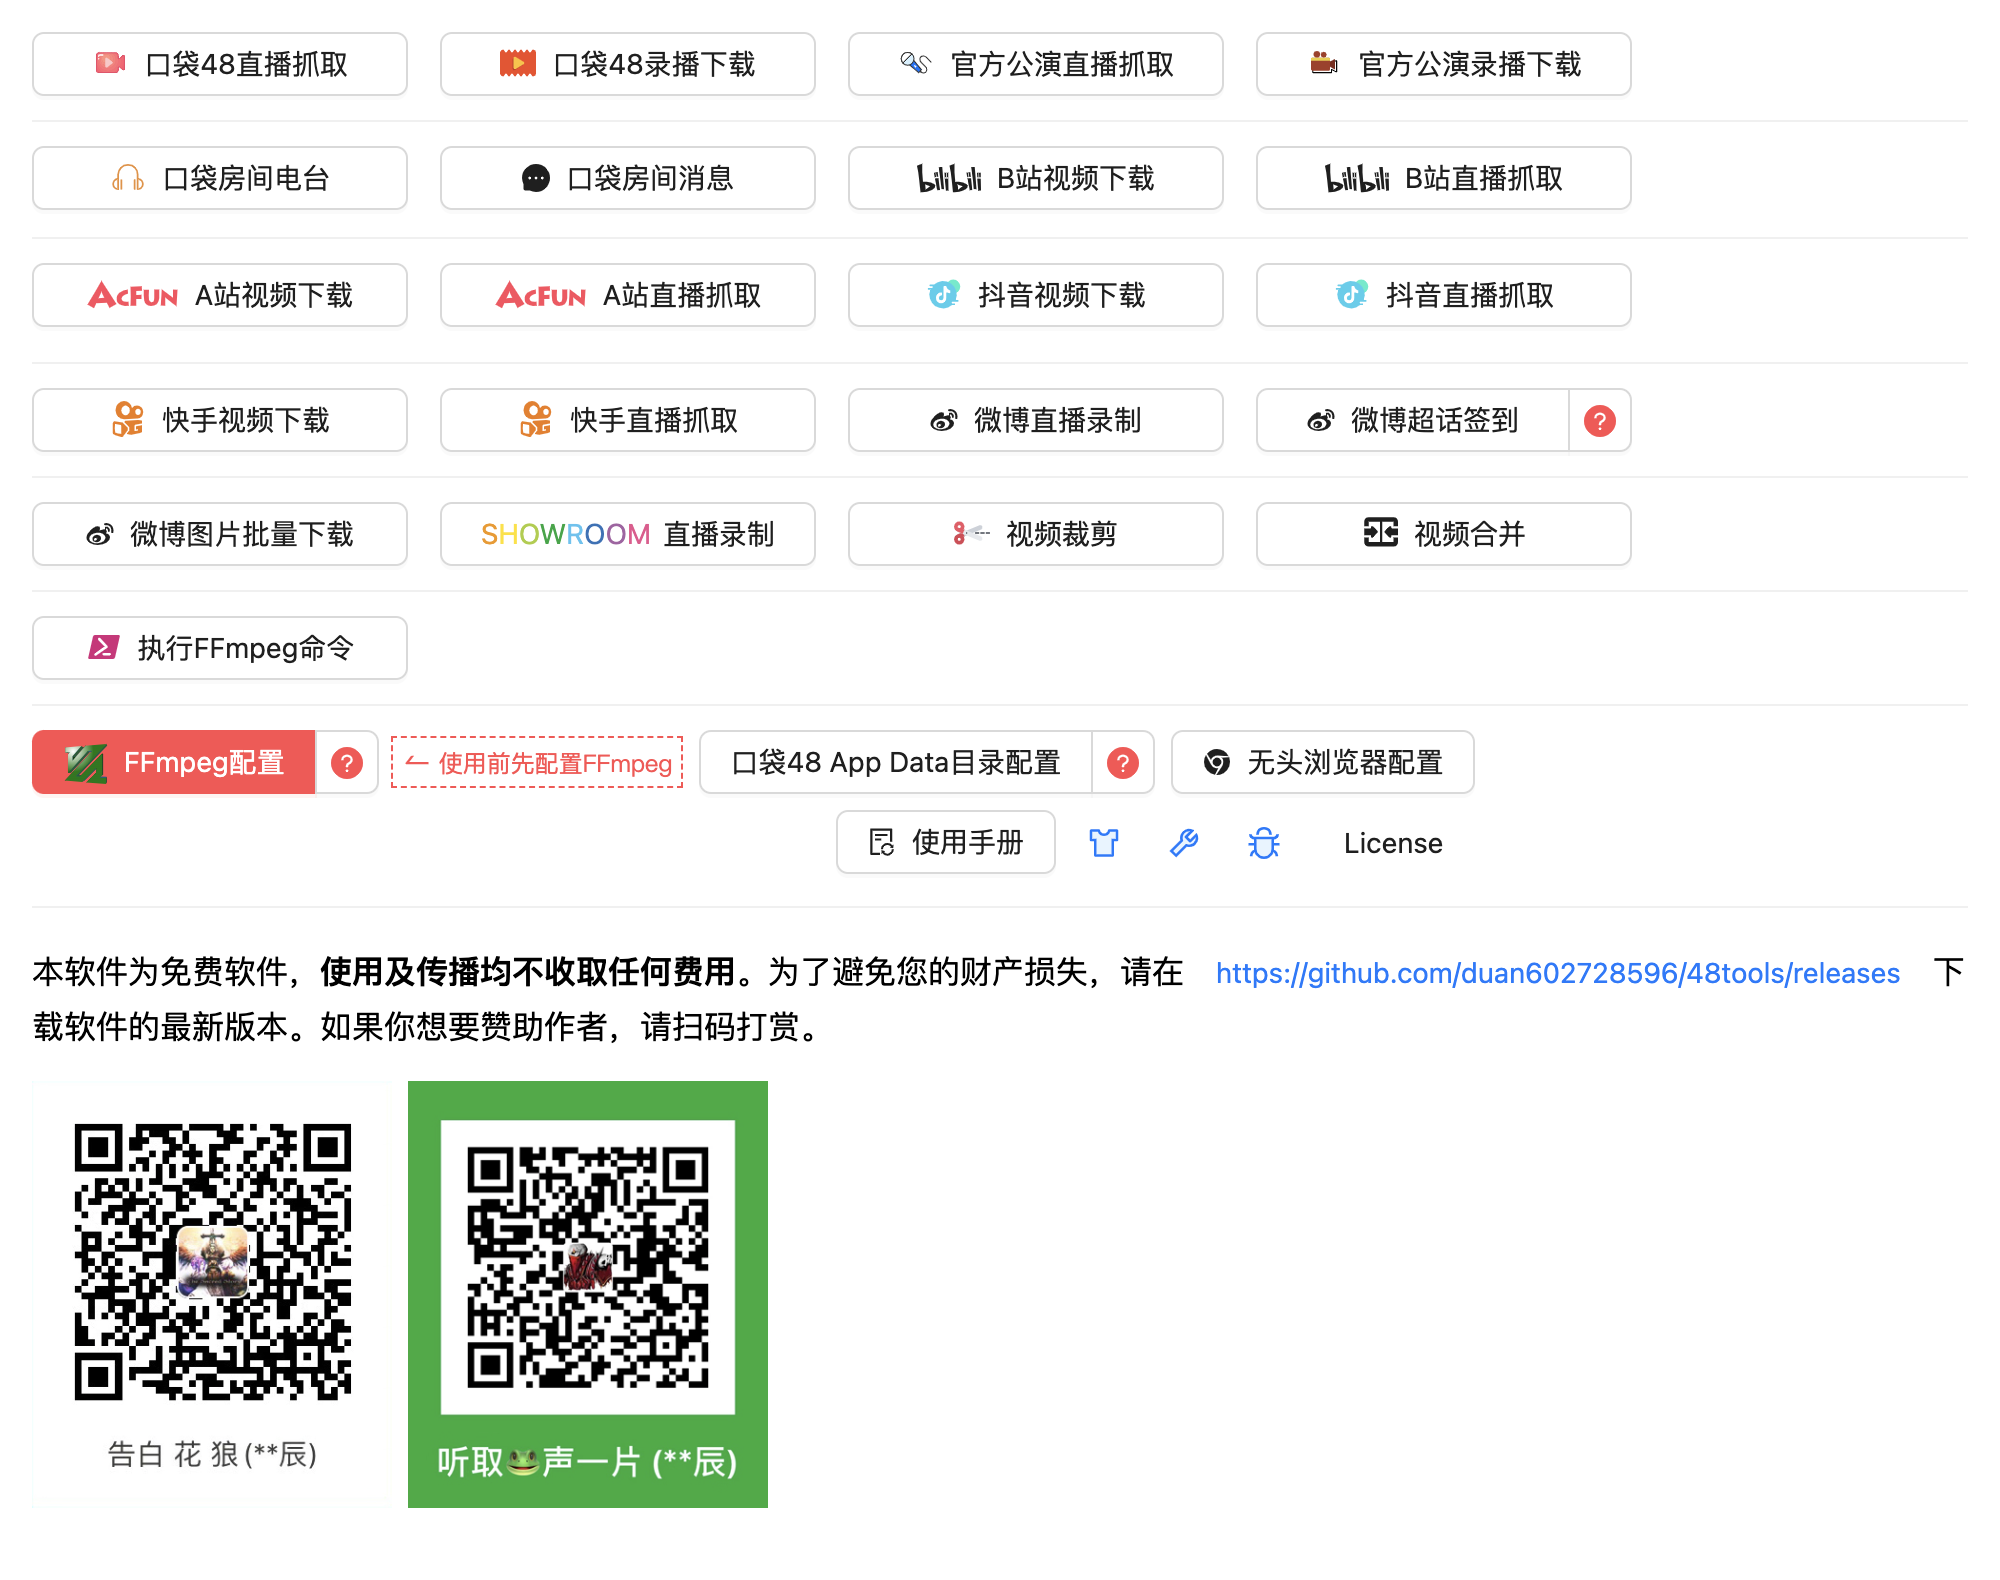 口袋48直播抓取 口袋48录播下载 官方公演直播抓取 官方公演录播下载
口袋房间电台 口袋房间消息 bilibili B站视频下载 bilibili B站直播抓取
AcFun A站视频下载 AcFun A站直播抓取 抖音视频下载 抖音直播抓取
快手视频下载 快手直播抓取 微博直播录制 微博超话签到 ?
微博图片批量下载 SHOWROOM 直播录制 视频裁剪 视频合并
执行FFmpeg命令
FFmpeg配置 ? 使用前先配置FFmpeg 口袋48 App Data目录配置 ? 无头浏览器配置
使用手册 License
本软件为免费软件，使用及传播均不收取任何费用。为了避免您的财产损失，请在 https://github.com/duan602728596/48tools/releases 下
载软件的最新版本。如果你想要赞助作者，请扫码打赏。
告白 花 狼(**辰)
听取🐸声一片 (**辰)